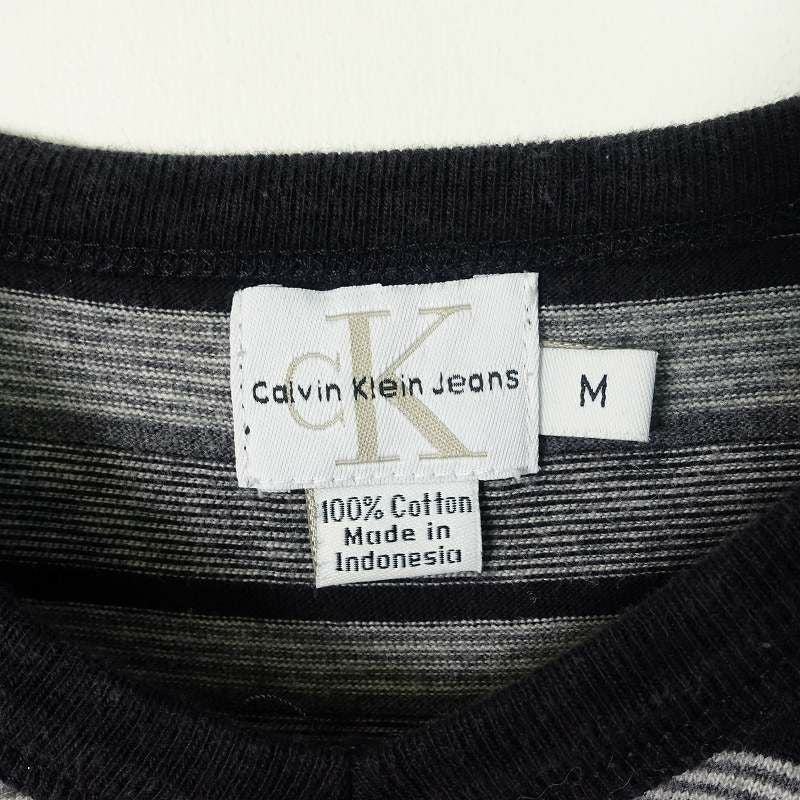 CK
Calvin Klein Jeans
M
100% Cotton
Made in
Indonesia